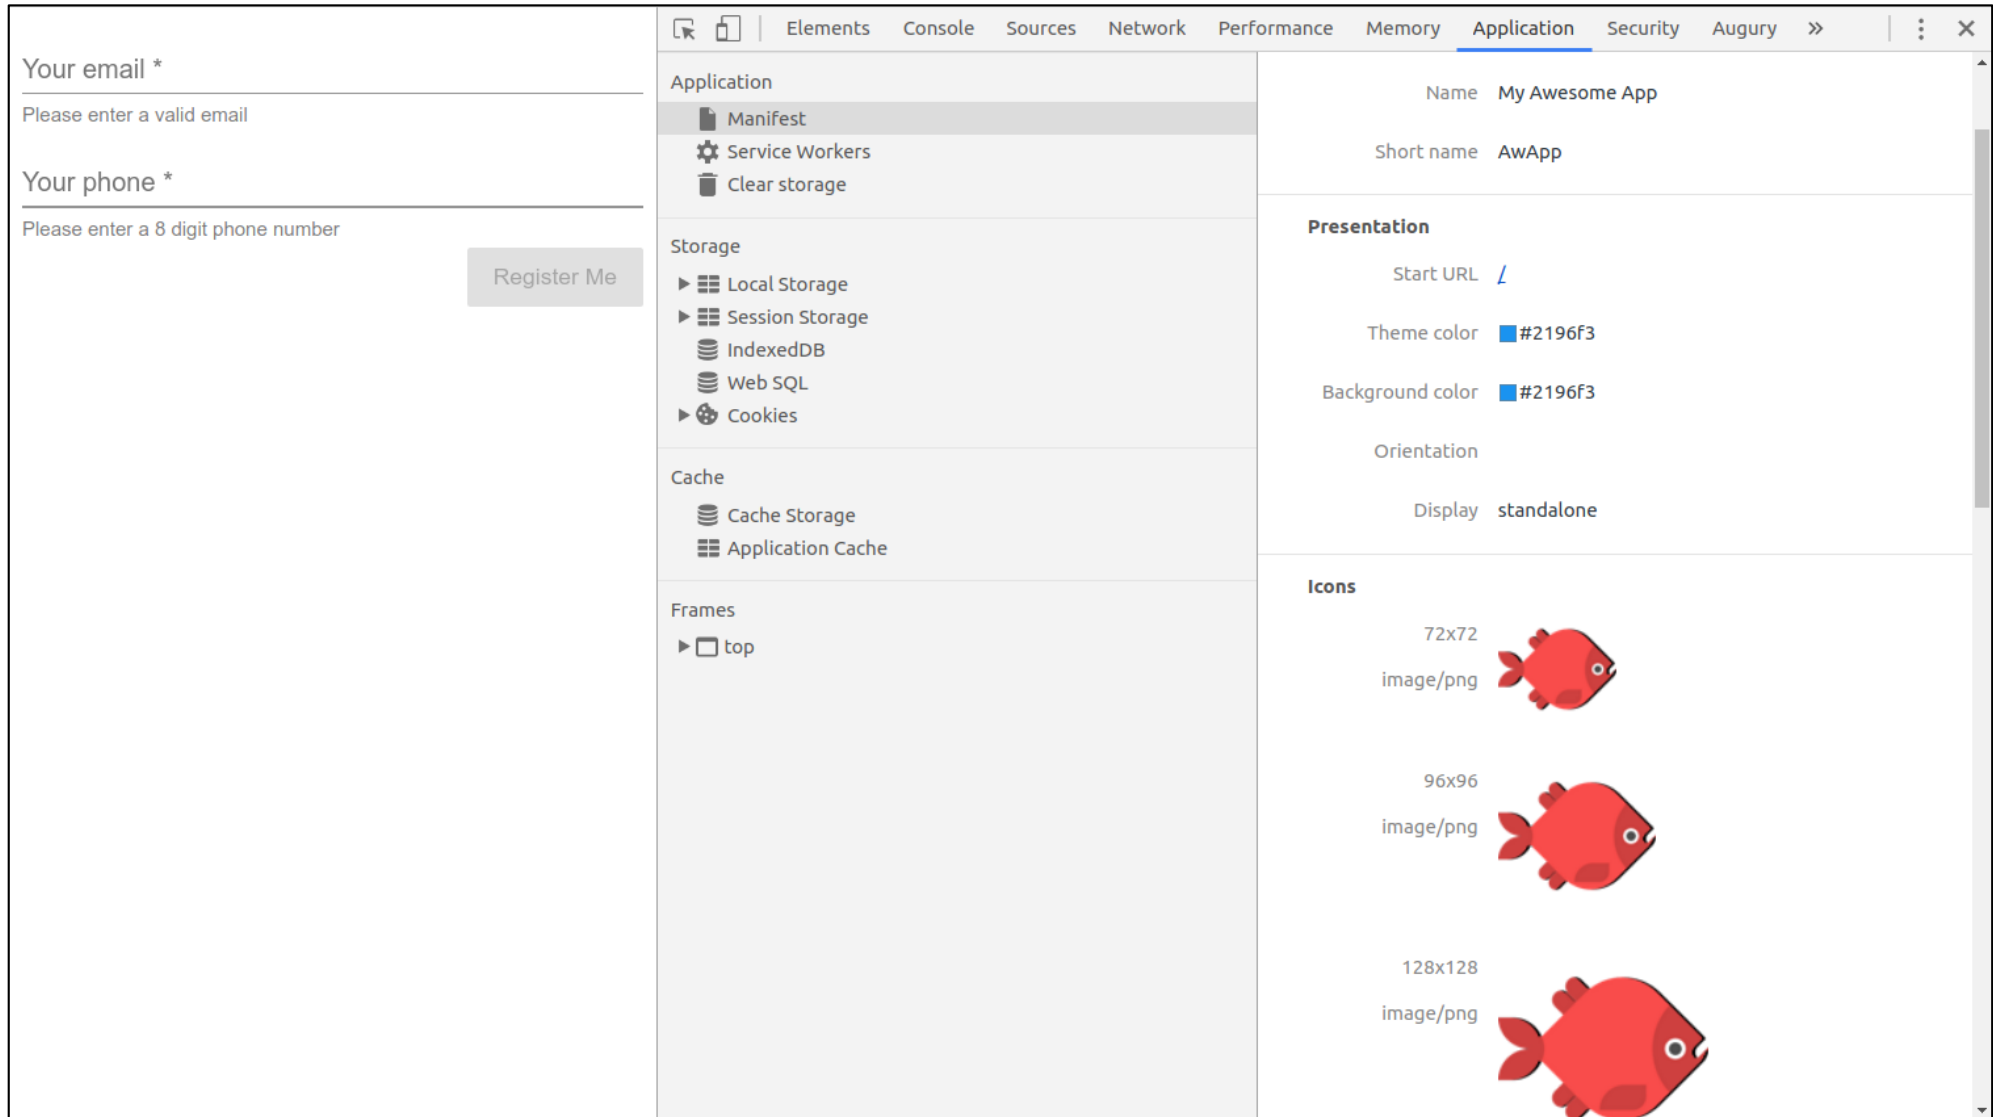 Your email *
Please enter a valid email
Your phone *
Please enter a 8 digit phone number
Register Me
Elements Console Sources Network Performance Memory Application Security Augury »
Application
Manifest
Service Workers
Clear storage
Storage
Local Storage
Session Storage
IndexedDB
Web SQL
Cookies
Cache
Cache Storage
Application Cache
Frames
top
Name My Awesome App
Short name AwApp
Presentation
Start URL /
Theme color #2196f3
Background color #2196f3
Orientation
Display standalone
Icons
72x72
image/png
96x96
image/png
128x128
image/png